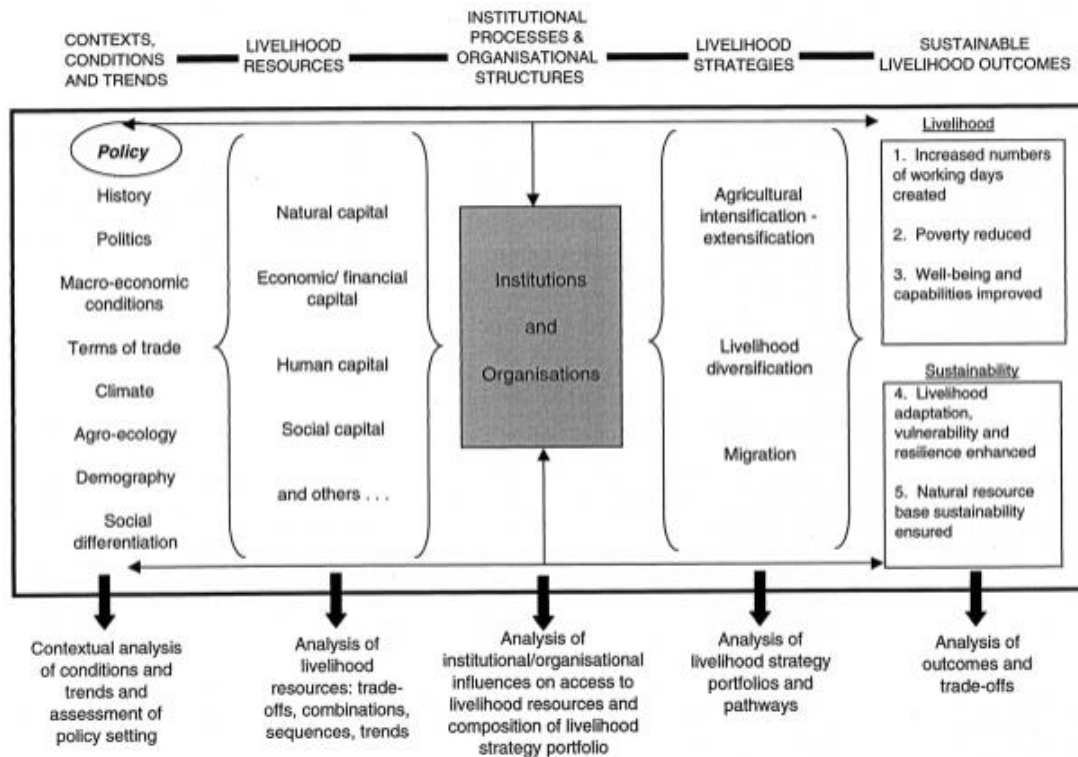 CONTEXTS,
CONDITIONS
AND TRENDS
LIVELIHOOD
RESOURCES
INSTITUTIONAL
PROCESSES &
ORGANISATIONAL
STRUCTURES
LIVELIHOOD
STRATEGIES
SUSTAINABLE
LIVELIHOOD OUTCOMES
Policy
History
Politics
Macro-economic
conditions
Terms of trade
Climate
Agro-ecology
Demography
Social
differentiation
Natural capital
Economic/ financial
capital
Human capital
Social capital
and others . . .
Institutions
and
Organisations
Agricultural
intensification -
extensification
Livelihood
diversification
Migration
Livelihood
1. Increased numbers
of working days
created
2. Poverty reduced
3. Well-being and
capabilities improved
Sustainability
4. Livelihood
adaptation,
vulnerability and
resilience enhanced
5. Natural resource
base sustainability
ensured
Contextual analysis
of conditions and
trends and
assessment of
policy setting
Analysis of
livelihood
resources: trade-
offs, combinations,
sequences, trends
Analysis of
institutional/organisational
influences on access to
livelihood resources and
composition of livelihood
strategy portfolio
Analysis of
livelihood strategy
portfolios and
pathways
Analysis of
outcomes and
trade-offs